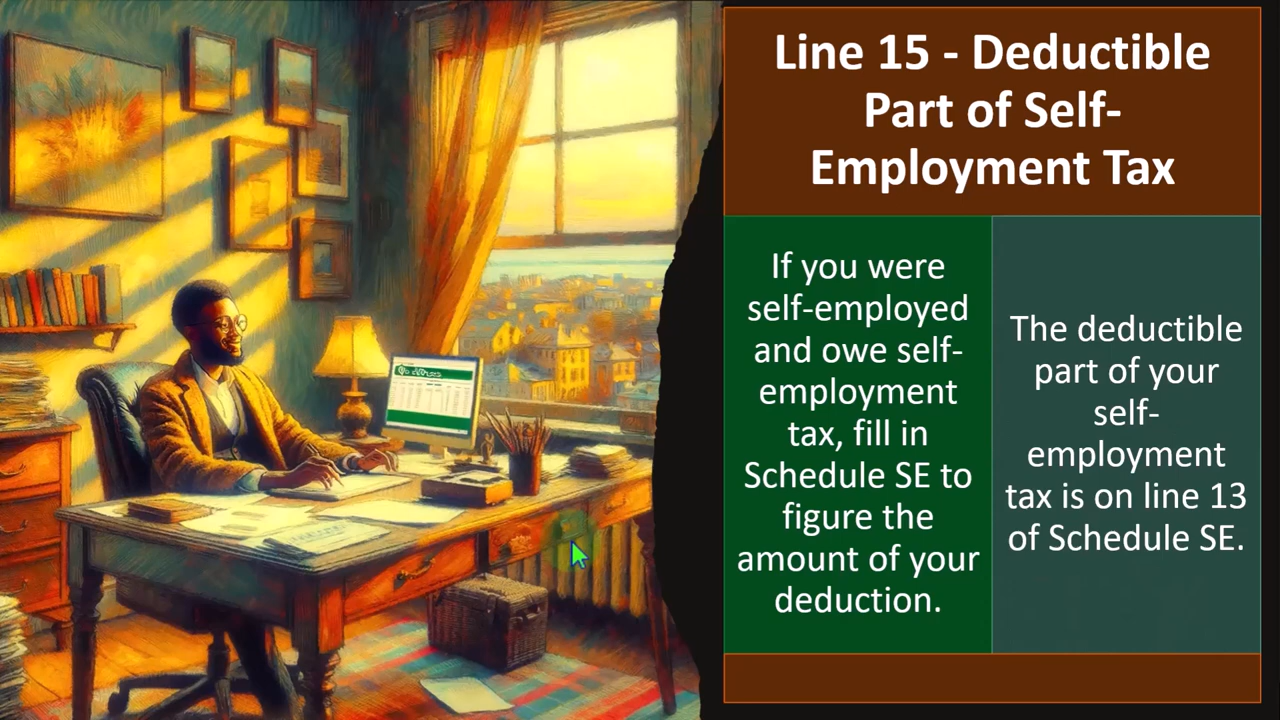 Line 15 - Deductible
Part of Self-
Employment Tax
If you were
self-employed
and owe self-
employment
tax, fill in
Schedule SE to
figure the
amount of your
deduction.
The deductible
part of your
self-
employment
tax is on line 13
of Schedule SE.